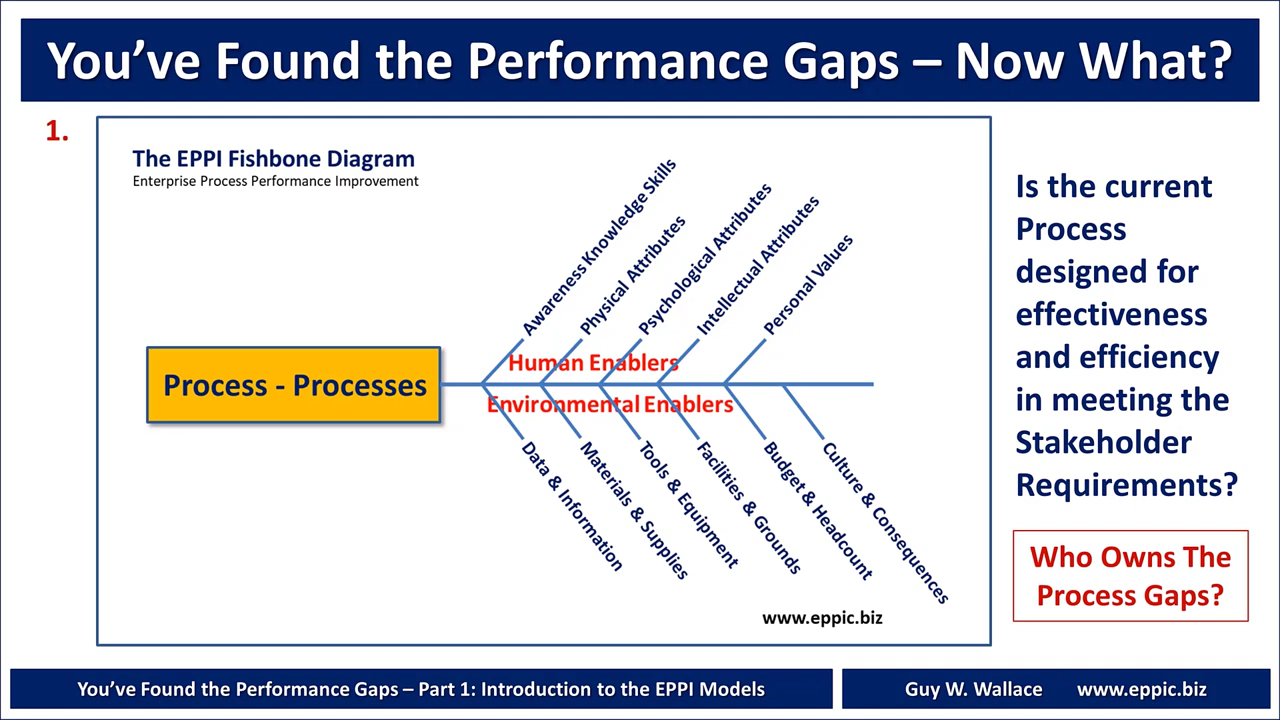 You've Found the Performance Gaps – Now What?
1.
The EPPI Fishbone Diagram
Enterprise Process Performance Improvement
Awareness Knowledge Skills
Physical Attributes
Psychological Attributes
Intellectual Attributes
Personal Values
Human Enablers
Process - Processes
Environmental Enablers
Data & Information
Materials & Supplies
Tools & Equipment
Facilities & Grounds
Budget & Headcount
Culture & Consequences
www.eppic.biz
Is the current
Process
designed for
effectiveness
and efficiency
in meeting the
Stakeholder
Requirements?
Who Owns The
Process Gaps?
You've Found the Performance Gaps – Part 1: Introduction to the EPPI Models
Guy W. Wallace www.eppic.biz